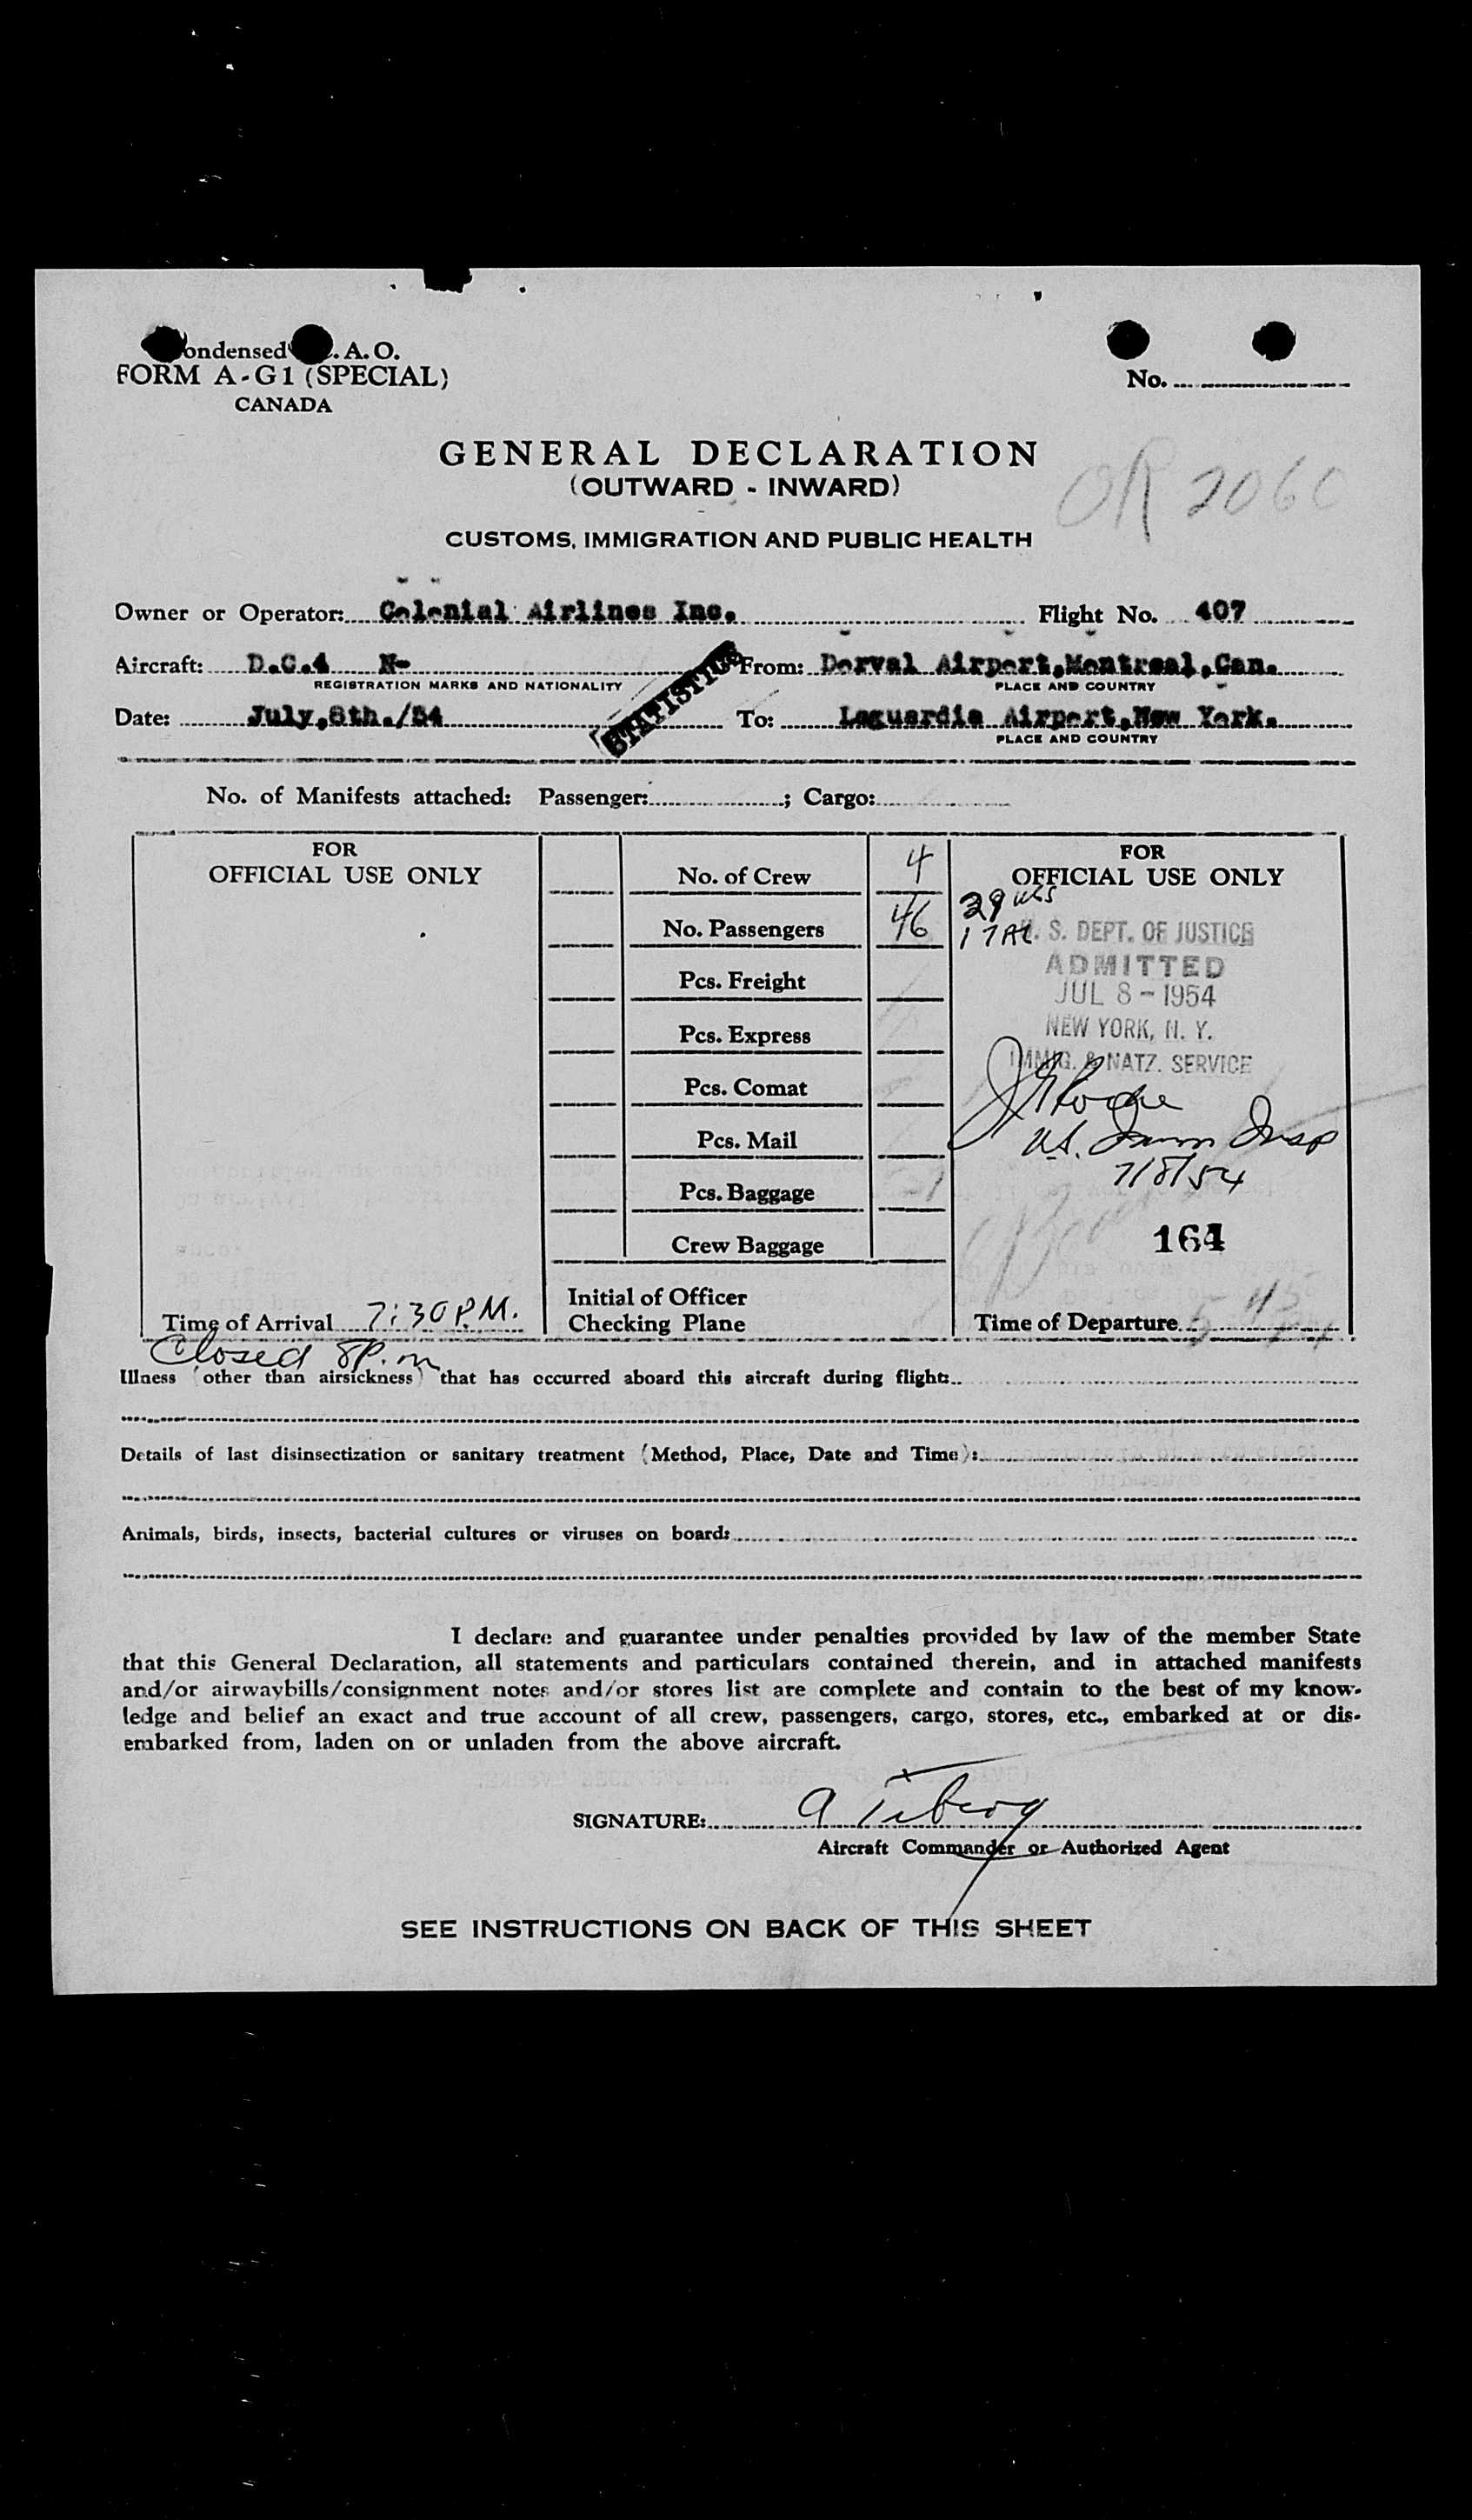 ondensed . A. O.
FORM A-G1 (SPECIAL)
CANADA
No.
GENERAL DECLARATION
(OUTWARD - INWARD)
OR 2060
CUSTOMS, IMMIGRATION AND PUBLIC HEALTH
Owner or Operator: Colonial Airlines Inc. Flight No. 407
Aircraft: D.C.4 N- From: Dorval Airport,Montreal,Can.
REGISTRATION MARKS AND NATIONALITY PLACE AND COUNTRY
STATISTICS
Date: July,8th./54 To: Laguardia Airport,New York.
PLACE AND COUNTRY
No. of Manifests attached: Passenger: ; Cargo:
FOR
OFFICIAL USE ONLY
No. of Crew 4
No. Passengers 46
Pcs. Freight
Pcs. Express
Pcs. Comat
Pcs. Mail
Pcs. Baggage
Crew Baggage
Initial of Officer
Checking Plane
FOR
OFFICIAL USE ONLY
29
17
U. S. DEPT. OF JUSTICE
ADMITTED
JUL 8 - 1954
NEW YORK, N. Y.
IMMIG. & NATZ. SERVICE
U.S. Imm Insp
7/8/54
164
Time of Arrival 7:30 P.M.
Time of Departure
Closed 8P.m
Illness (other than airsickness) that has occurred aboard this aircraft during flight:
Details of last disinsectization or sanitary treatment (Method, Place, Date and Time):
Animals, birds, insects, bacterial cultures or viruses on board:
I declare and guarantee under penalties provided by law of the member State
that this General Declaration, all statements and particulars contained therein, and in attached manifests
and/or airwaybills/consignment notes and/or stores list are complete and contain to the best of my know-
ledge and belief an exact and true account of all crew, passengers, cargo, stores, etc., embarked at or dis-
embarked from, laden on or unladen from the above aircraft.
SIGNATURE:
Aircraft Commander or Authorized Agent
SEE INSTRUCTIONS ON BACK OF THIS SHEET